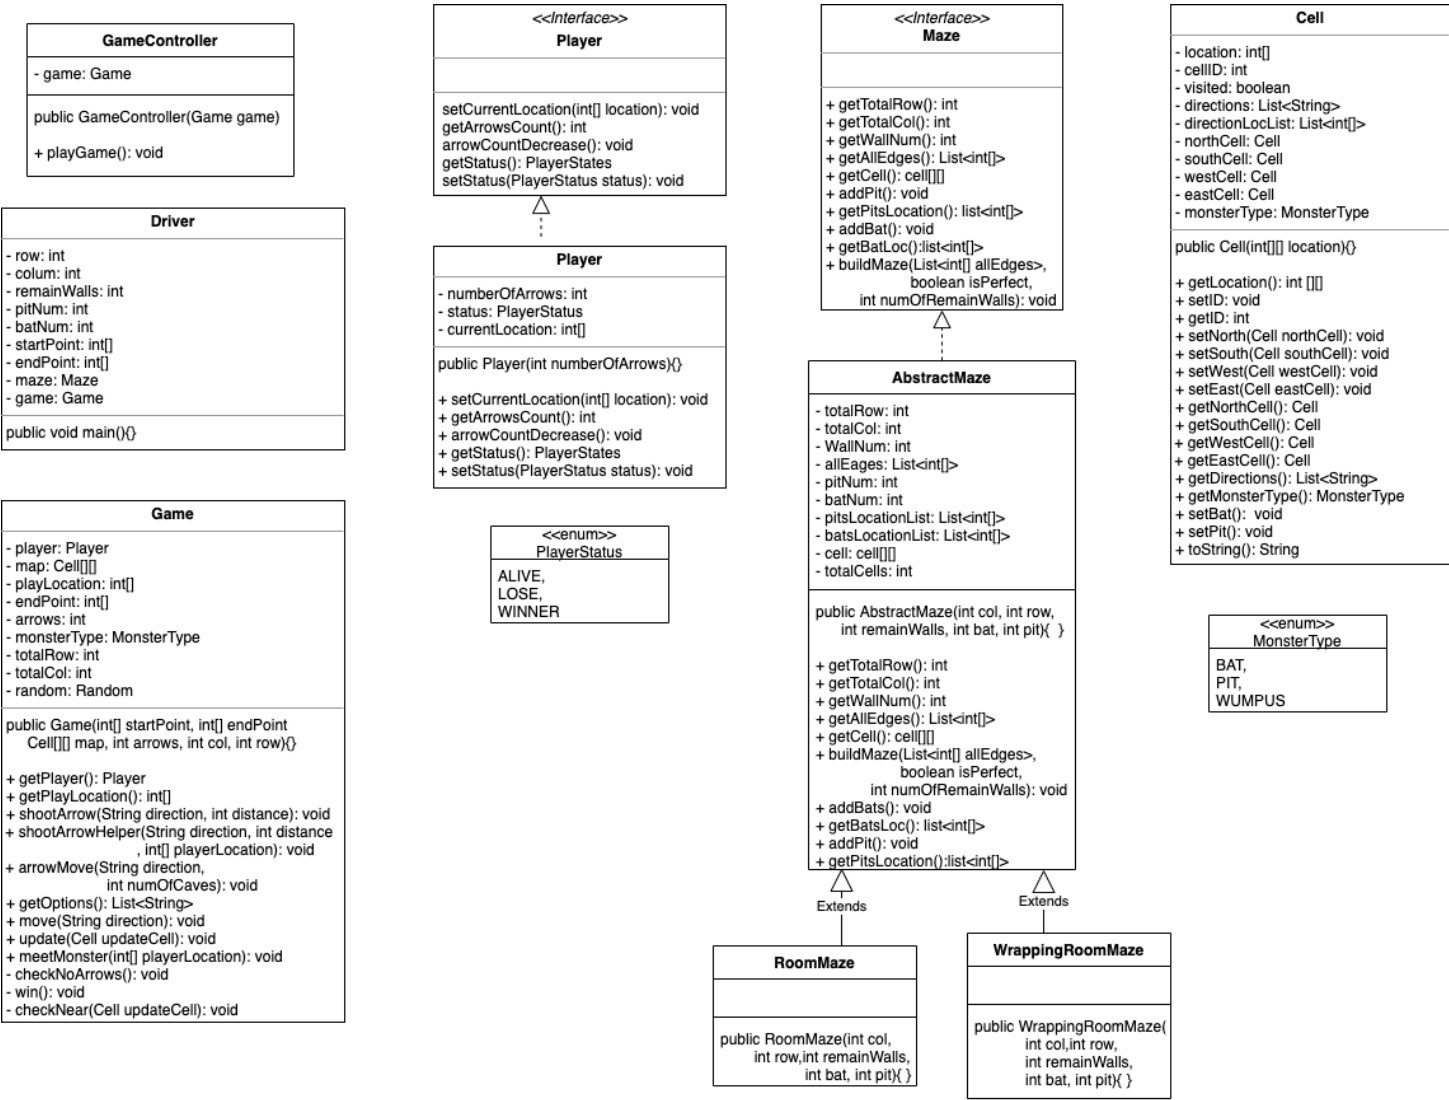 GameController
- game: Game
public GameController(Game game)
+ playGame(): void
Driver
- row: int
- colum: int
- remainWalls: int
- pitNum: int
- batNum: int
- startPoint: int[]
- endPoint: int[]
- maze: Maze
- game: Game
public void main(){}
Game
- player: Player
- map: Cell[][]
- playLocation: int[]
- endPoint: int[]
- arrows: int
- monsterType: MonsterType
- totalRow: int
- totalCol: int
- random: Random
public Game(int[] startPoint, int[] endPoint
Cell[][] map, int arrows, int col, int row){}
+ getPlayer(): Player
+ getPlayLocation(): int[]
+ shootArrow(String direction, int distance): void
+ shootArrowHelper(String direction, int distance
, int[] playerLocation): void
+ arrowMove(String direction,
int numOfCaves): void
+ getOptions(): List<String>
+ move(String direction): void
+ update(Cell updateCell): void
+ meetMonster(int[] playerLocation): void
- checkNoArrows(): void
- win(): void
- checkNear(Cell updateCell): void
<<Interface>>
Player
setCurrentLocation(int[] location): void
getArrowsCount(): int
arrowCountDecrease(): void
getStatus(): PlayerStates
setStatus(PlayerStatus status): void
Player
- numberOfArrows: int
- status: PlayerStatus
- currentLocation: int[]
public Player(int numberOfArrows){}
+ setCurrentLocation(int[] location): void
+ getArrowsCount(): int
+ arrowCountDecrease(): void
+ getStatus(): PlayerStates
+ setStatus(PlayerStatus status): void
<<enum>>
PlayerStatus
ALIVE,
LOSE,
WINNER
<<Interface>>
Maze
+ getTotalRow(): int
+ getTotalCol(): int
+ getWallNum(): int
+ getAllEdges(): List<int[]>
+ getCell(): cell[][]
+ addPit(): void
+ getPitsLocation(): list<int[]>
+ addBat(): void
+ getBatLoc():list<int[]>
+ buildMaze(List<int[] allEdges>,
boolean isPerfect,
int numOfRemainWalls): void
AbstractMaze
- totalRow: int
- totalCol: int
- WallNum: int
- allEages: List<int[]>
- pitNum: int
- batNum: int
- pitsLocationList: List<int[]>
- batsLocationList: List<int[]>
- cell: cell[][]
- totalCells: int
public AbstractMaze(int col, int row,
int remainWalls, int bat, int pit){ }
+ getTotalRow(): int
+ getTotalCol(): int
+ getWallNum(): int
+ getAllEdges(): List<int[]>
+ getCell(): cell[][]
+ buildMaze(List<int[] allEdges>,
boolean isPerfect,
int numOfRemainWalls): void
+ addBats(): void
+ getBatsLoc(): list<int[]>
+ addPit(): void
+ getPitsLocation():list<int[]>
Extends
Extends
RoomMaze
public RoomMaze(int col,
int row,int remainWalls,
int bat, int pit){ }
WrappingRoomMaze
public WrappingRoomMaze(
int col,int row,
int remainWalls,
int bat, int pit){ }
Cell
- location: int[]
- cellID: int
- visited: boolean
- directions: List<String>
- directionLocList: List<int[]>
- northCell: Cell
- southCell: Cell
- westCell: Cell
- eastCell: Cell
- monsterType: MonsterType
public Cell(int[][] location){}
+ getLocation(): int [][]
+ setID: void
+ getID: int
+ setNorth(Cell northCell): void
+ setSouth(Cell southCell): void
+ setWest(Cell westCell): void
+ setEast(Cell eastCell): void
+ getNorthCell(): Cell
+ getSouthCell(): Cell
+ getWestCell(): Cell
+ getEastCell(): Cell
+ getDirections(): List<String>
+ getMonsterType(): MonsterType
+ setBat(): void
+ setPit(): void
+ toString(): String
<<enum>>
MonsterType
BAT,
PIT,
WUMPUS